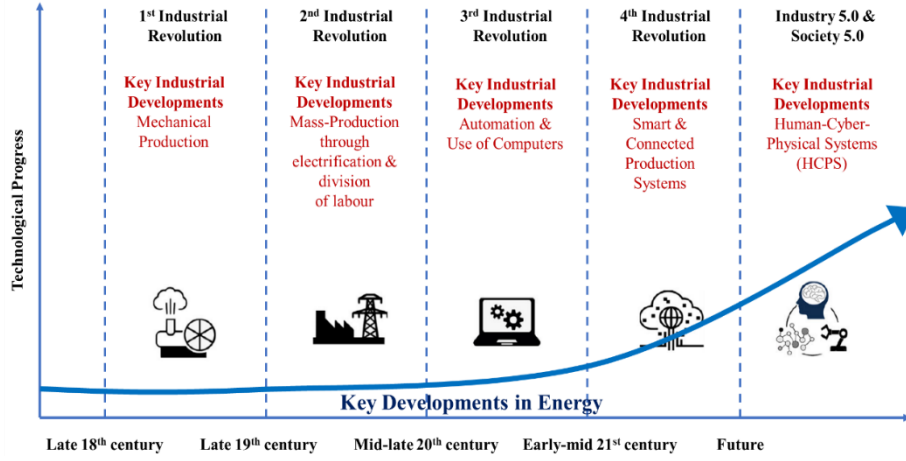 1st Industrial
Revolution
2nd Industrial
Revolution
3rd Industrial
Revolution
4th Industrial
Revolution
Industry 5.0 &
Society 5.0
Key Industrial
Developments
Mechanical
Production
Key Industrial
Developments
Mass-Production
through
electrification &
division
of labour
Key Industrial
Developments
Automation &
Use of Computers
Key Industrial
Developments
Smart &
Connected
Production
Systems
Key Industrial
Developments
Human-Cyber-
Physical Systems
(HCPS)
Technological Progress
Key Developments in Energy
Late 18th century
Late 19th century
Mid-late 20th century
Early-mid 21st century
Future